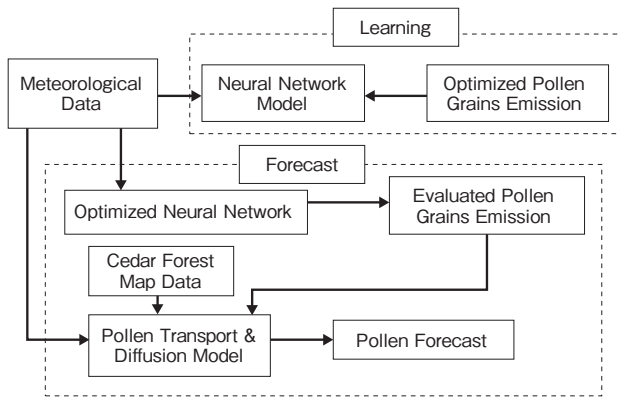 Learning
Meteorological
Data
Neural Network
Model
Optimized Pollen
Grains Emission
Forecast
Optimized Neural Network
Evaluated Pollen
Grains Emission
Cedar Forest
Map Data
Pollen Transport &
Diffusion Model
Pollen Forecast